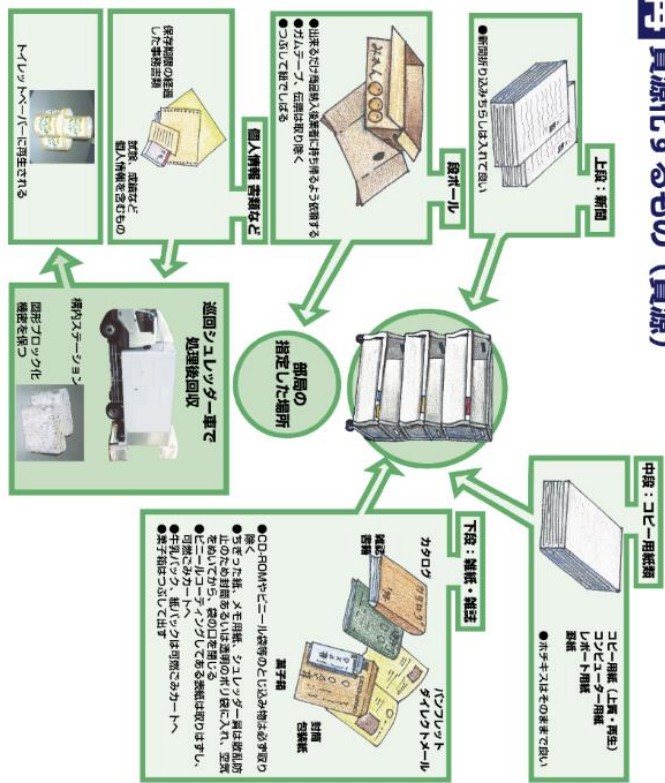 再 資源化するもの(資源)
上段：新聞
●新聞折り込みちらしは入れて良い
段ボール
みかん
●出来るだけ商品納入後業者に持ち帰るよう依頼する
●ガムテープ、伝票は取り除く
●つぶして紐でしばる
個人情報 書類など
保存期限の経過
した事務書類
試験、成績など
個人情報を含むもの
トイレットペーパーに再生される
部局の
指定した場所
巡回シュレッダー車で
処理後回収
構内ステーション
固形ブロック化
機密を保つ
中段：コピー用紙類
コピー用紙（上質・再生）
コンピューター用紙
レポート用紙
罫紙
●ホチキスはそのままで良い
下段：雑紙・雑誌
カタログ
カタログ
雑誌
書籍
パンフレット
ダイレクトメール
菓子箱
封筒
包装紙
●CD-ROMやビニール袋等のとじ込み物は必ず取り
除く
●ちぎった紙、メモ用紙、シュレッダー屑は散乱防
止のため封筒あるいは透明のポリ袋に入れ、空気
をぬいてから、袋の口を閉じる
●ビニールコーティングしてある表紙は取りはずし、
可燃ごみカートへ
●牛乳パック、紙パックは可燃ごみカートへ
●菓子箱はつぶして出す